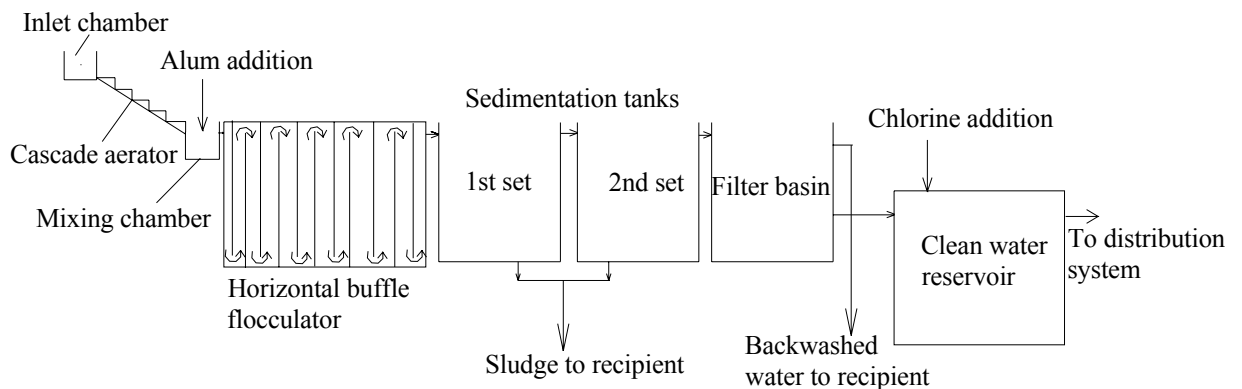 Inlet chamber
Alum addition
Cascade aerator
Mixing chamber
Horizontal buffle
flocculator
Sedimentation tanks
1st set
2nd set
Sludge to recipient
Filter basin
Backwashed
water to recipient
Chlorine addition
Clean water
reservoir
To distribution
system